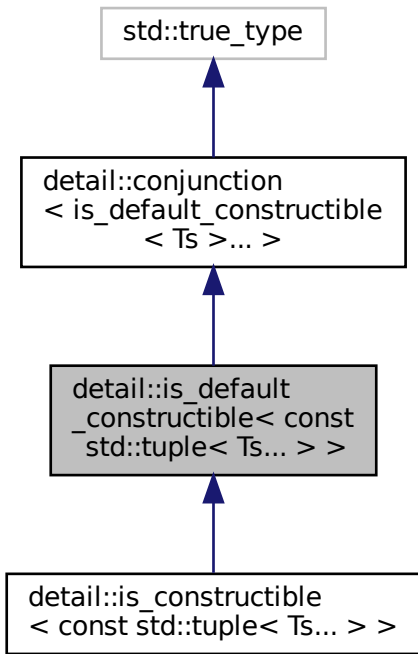 std::true_type
detail::conjunction
< is_default_constructible
< Ts >... >
detail::is_default
_constructible< const
std::tuple< Ts... > >
detail::is_constructible
< const std::tuple< Ts... > >